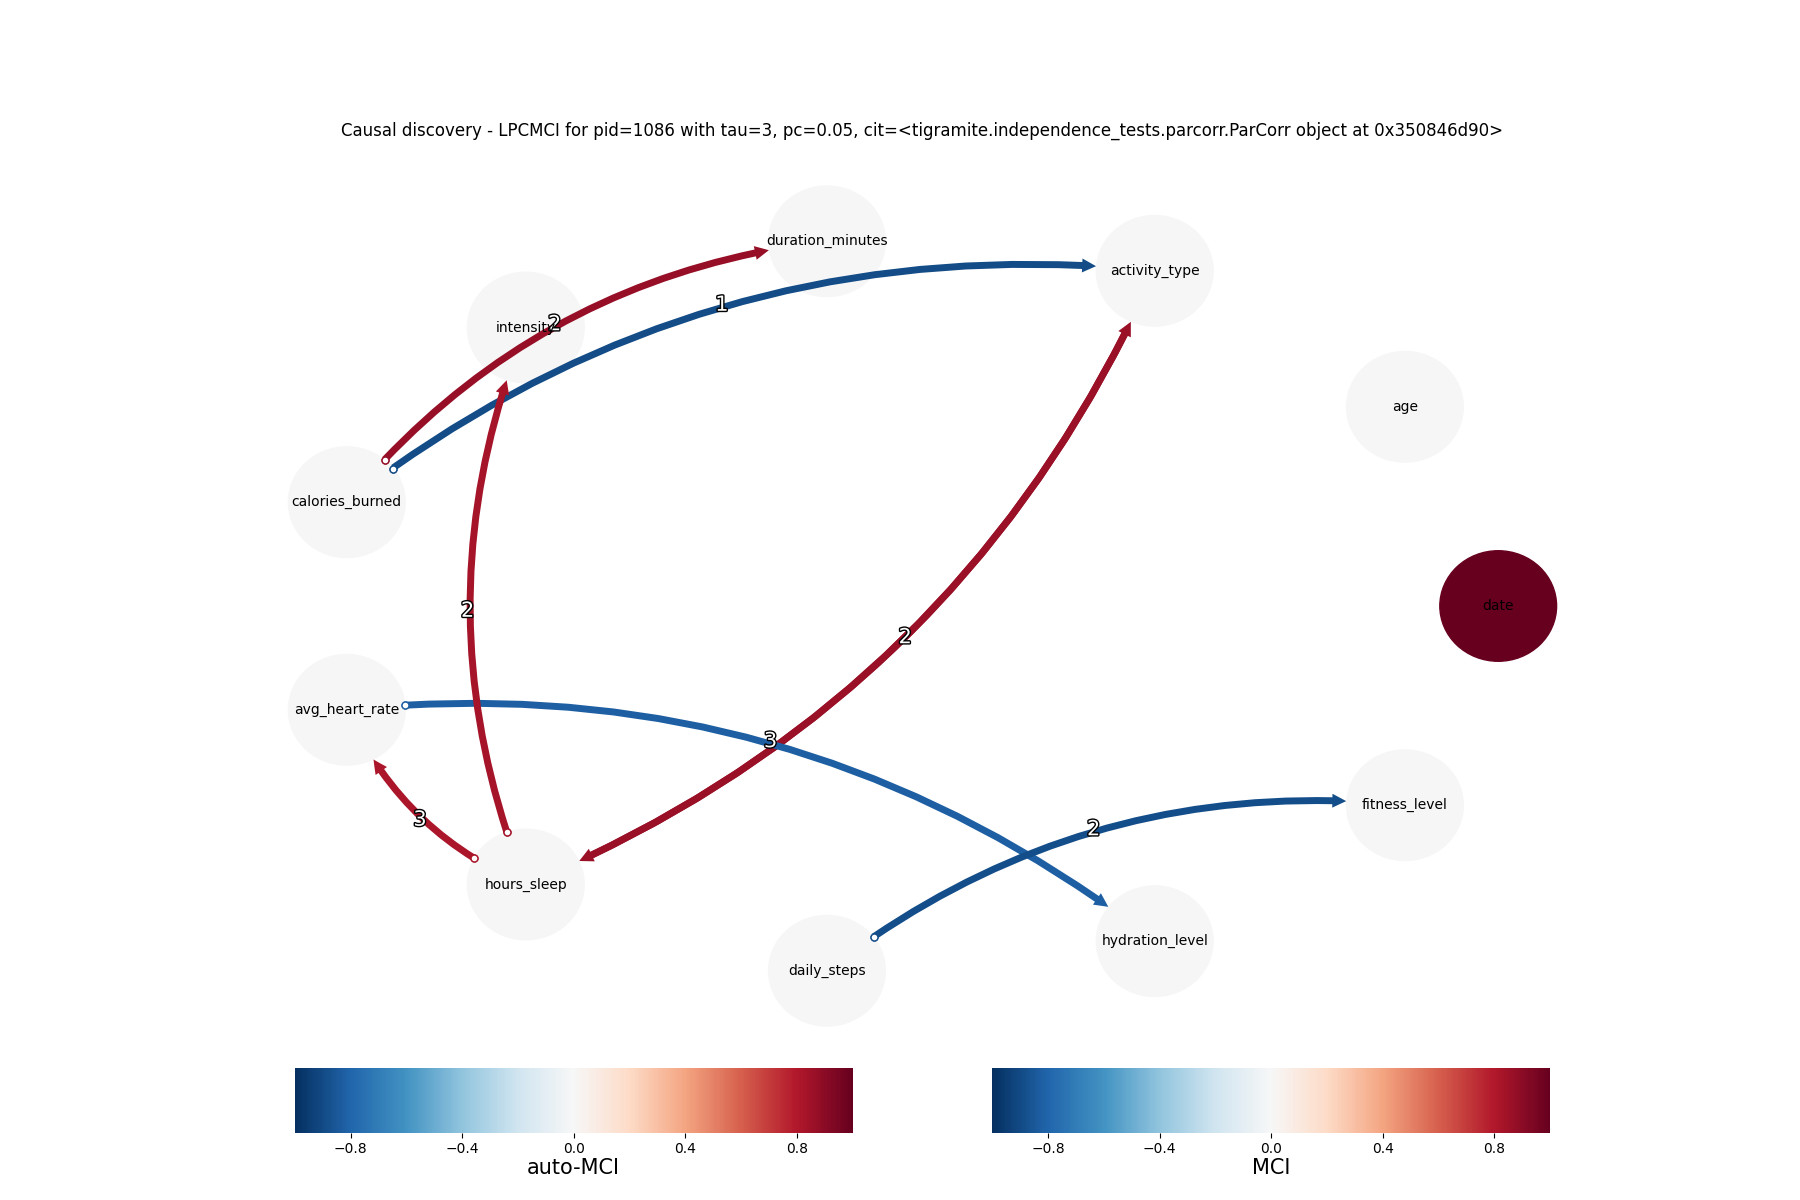 Causal discovery - LPCMCI for pid=1086 with tau=3, pc=0.05, cit=<tigramite.independence_tests.parcorr.ParCorr object at 0x350846d90>
duration_minutes
activity_type
1
intensity
2
age
calories_burned
date
2
2
avg_heart_rate
3
fitness_level
3
2
hours_sleep
hydration_level
daily_steps
−0.8 −0.4 0.0 0.4 0.8
auto-MCI
−0.8 −0.4 0.0 0.4 0.8
MCI